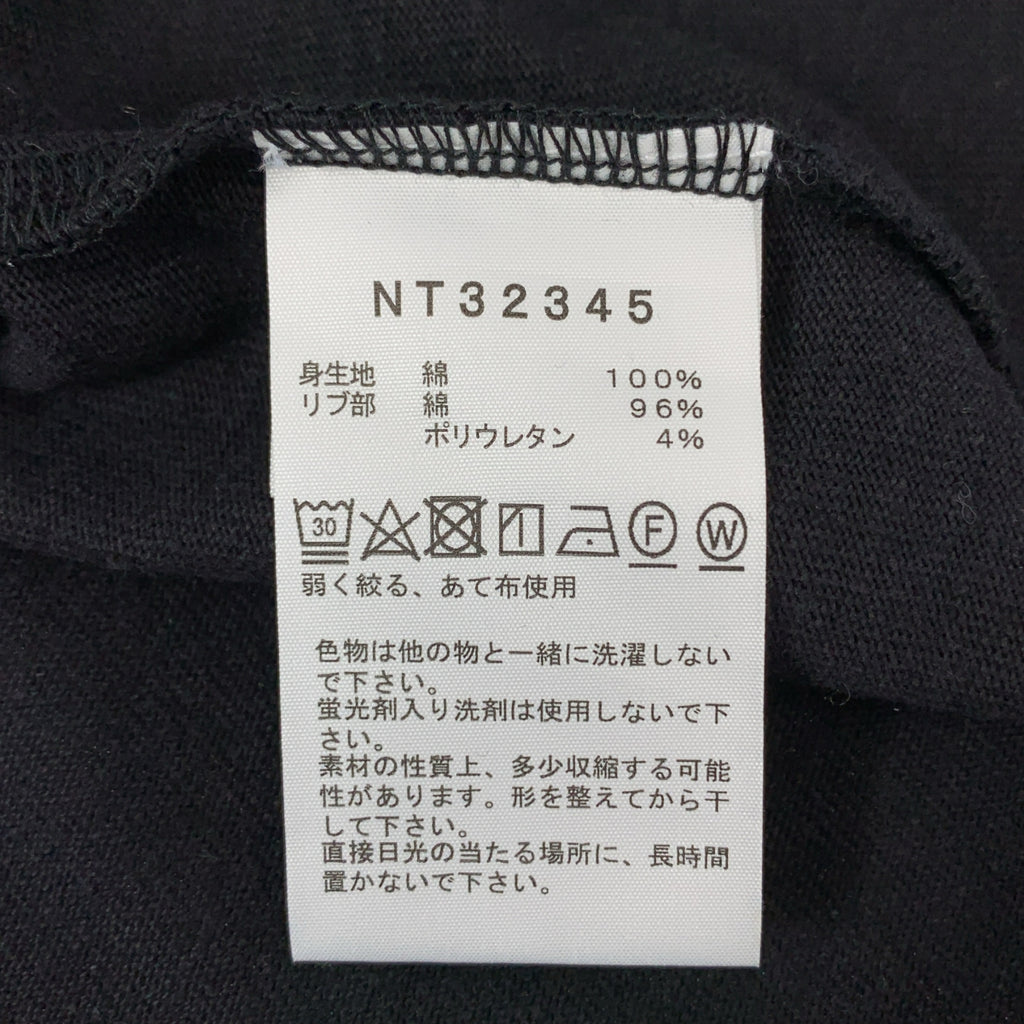 NT32345
身生地 綿 100%
リブ部 綿 96%
ポリウレタン 4%
30 F W
弱く絞る、あて布使用
色物は他の物と一緒に洗濯しない
で下さい。
蛍光剤入り洗剤は使用しないで下
さい。
素材の性質上、多少収縮する可能
性があります。形を整えてから干
して下さい。
直接日光の当たる場所に、長時間
置かないで下さい。